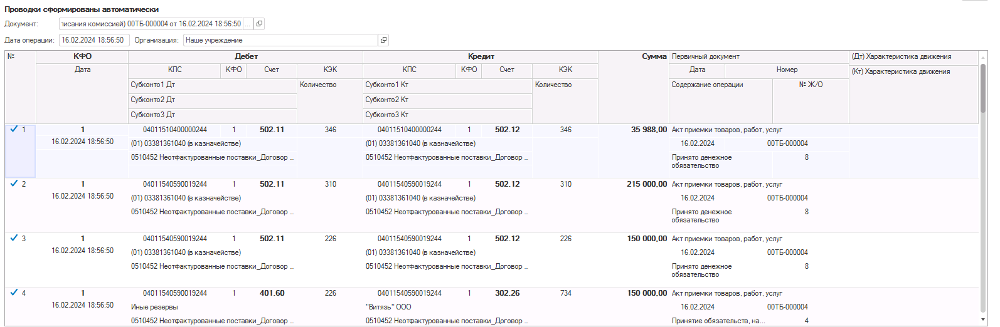 Проводки сформированы автоматически
Документ: лисания комиссией) 00ТБ-000004 от 16.02.2024 18:56:50 ...
Дата операции: 16.02.2024 18:56:50 Организация: Наше учреждение
№ КФО Дебет Кредит Сумма Первичный документ (Дт) Характеристика движения
Дата КПС КФО Счет КЭК КПС КФО Счет КЭК Дата Номер (Кт) Характеристика движения
Субконто1 Дт Количество Субконто1 Кт Количество Содержание операции № Ж/О
Субконто2 Дт Субконто2 Кт
Субконто3 Дт Субконто3 Кт
1 1 04011510400000244 1 502.11 346 04011510400000244 1 502.12 346 35 988,00 Акт приемки товаров, работ, услуг
16.02.2024 18:56:50 (01) 03381361040 (в казначействе) (01) 03381361040 (в казначействе) 16.02.2024 00ТБ-000004
0510452 Неотфактурованные поставки_Договор ... 0510452 Неотфактурованные поставки_Договор ... Принято денежное 8
обязательство
2 1 04011540590019244 1 502.11 310 04011540590019244 1 502.12 310 215 000,00 Акт приемки товаров, работ, услуг
16.02.2024 18:56:50 (01) 03381361040 (в казначействе) (01) 03381361040 (в казначействе) 16.02.2024 00ТБ-000004
0510452 Неотфактурованные поставки_Договор ... 0510452 Неотфактурованные поставки_Договор ... Принято денежное 8
обязательство
3 1 04011540590019244 1 502.11 226 04011540590019244 1 502.12 226 150 000,00 Акт приемки товаров, работ, услуг
16.02.2024 18:56:50 (01) 03381361040 (в казначействе) (01) 03381361040 (в казначействе) 16.02.2024 00ТБ-000004
0510452 Неотфактурованные поставки_Договор ... 0510452 Неотфактурованные поставки_Договор ... Принято денежное 8
обязательство
4 1 04011540590019244 1 401.60 226 04011540590019244 1 302.26 734 150 000,00 Акт приемки товаров, работ, услуг
16.02.2024 18:56:50 Иные резервы "Витязь" ООО 16.02.2024 00ТБ-000004
0510452 Неотфактурованные поставки_Договор ... 0510452 Неотфактурованные поставки_Договор ... Принятие обязательств, на... 4